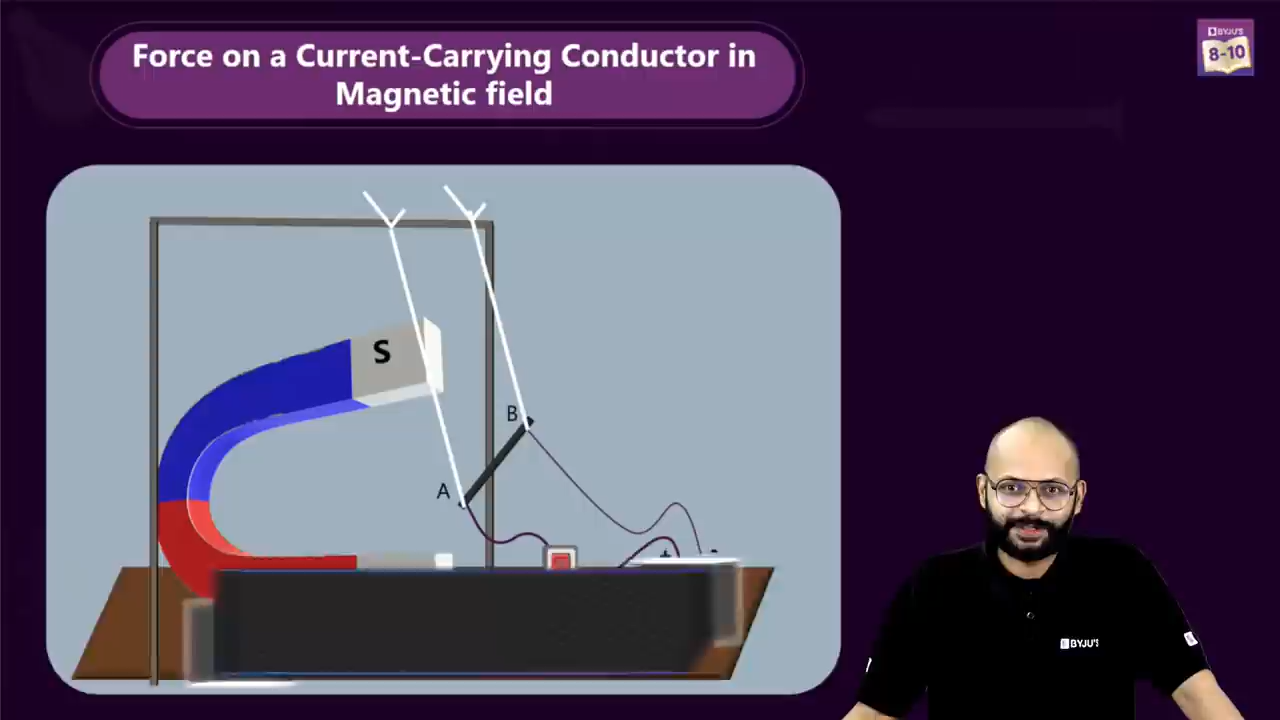 Force on a Current-Carrying Conductor in
Magnetic field
BYJU'S
8-10
S
B
A
+
-
BYJU'S